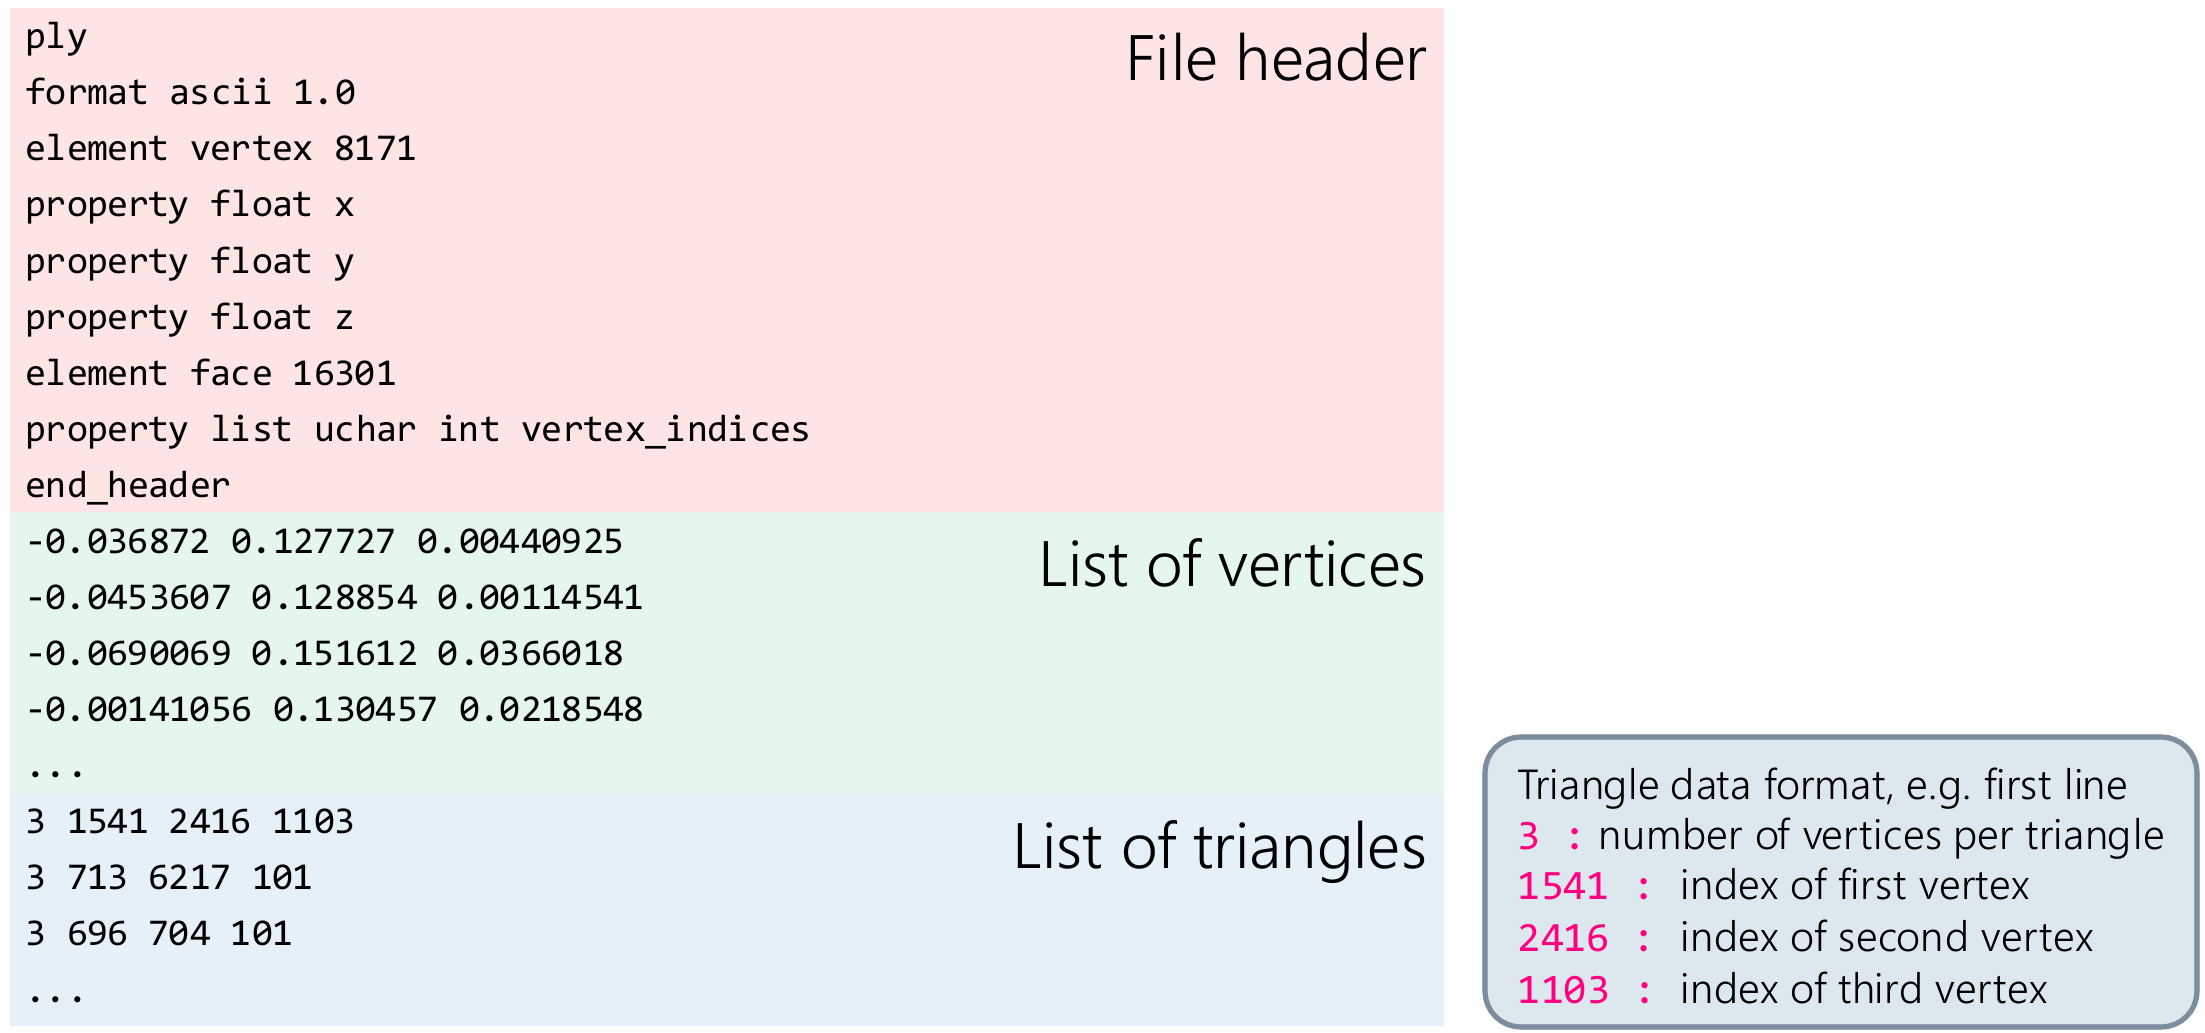 ply
format ascii 1.0
element vertex 8171
property float x
property float y
property float z
element face 16301
property list uchar int vertex_indices
end_header
File header
-0.036872 0.127727 0.00440925
-0.0453607 0.128854 0.00114541
-0.0690069 0.151612 0.0366018
-0.00141056 0.130457 0.0218548
...
List of vertices
3 1541 2416 1103
3 713 6217 101
3 696 704 101
...
List of triangles
Triangle data format, e.g. first line
3 : number of vertices per triangle
1541 : index of first vertex
2416 : index of second vertex
1103 : index of third vertex